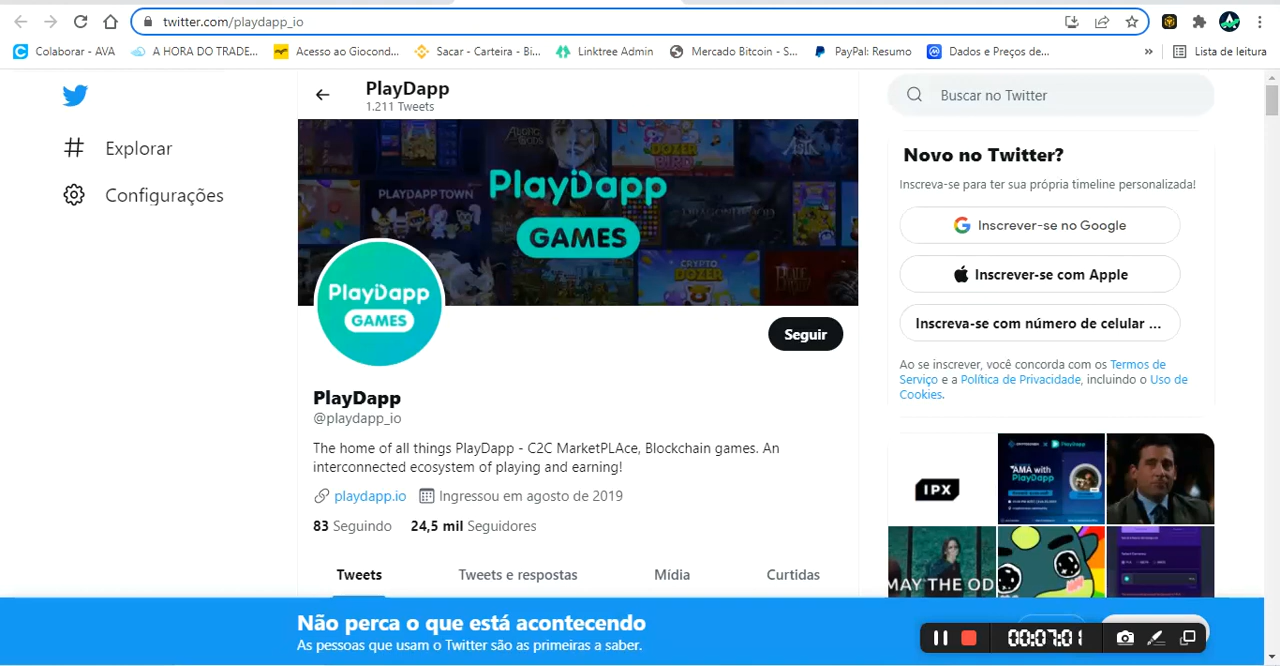 twitter.com/playdapp_io
Colaborar - AVA
A HORA DO TRADE...
Acesso ao Giocond...
Sacar - Carteira - Bi...
Linktree Admin
Mercado Bitcoin - S...
PayPal: Resumo
Dados e Preços de...
»
Lista de leitura
PlayDapp
1.211 Tweets
Buscar no Twitter
Explorar
Configurações
PLAYDAPP TOWN
DOZER
BIRD
PlayDapp
GAMES
CRYPTO
DOZER
PlayDapp
GAMES
Seguir
PlayDapp
@playdapp_io
The home of all things PlayDapp - C2C MarketPLAce, Blockchain games. An
interconnected ecosystem of playing and earning!
playdapp.io
Ingressou em agosto de 2019
83 Seguindo
24,5 mil Seguidores
Tweets
Tweets e respostas
Mídia
Curtidas
Novo no Twitter?
Inscreva-se para ter sua própria timeline personalizada!
Inscrever-se no Google
Inscrever-se com Apple
Inscreva-se com número de celular ...
Ao se inscrever, você concorda com os Termos de
Serviço e a Política de Privacidade, incluindo o Uso de
Cookies.
IPX
PlayDapp
AMA with
PlayDapp
MAY THE OD
Não perca o que está acontecendo
As pessoas que usam o Twitter são as primeiras a saber.
00:07:01